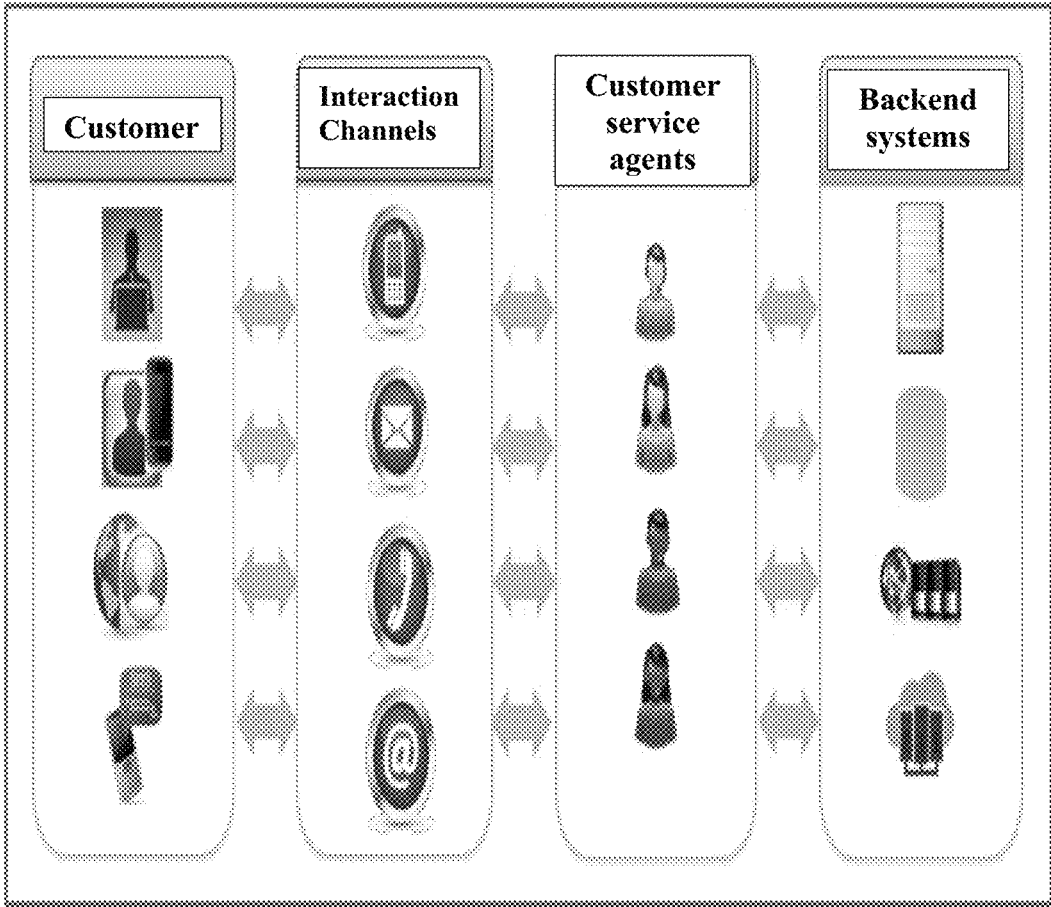 Customer
Interaction
Channels
Customer
service
agents
Backend
systems
@